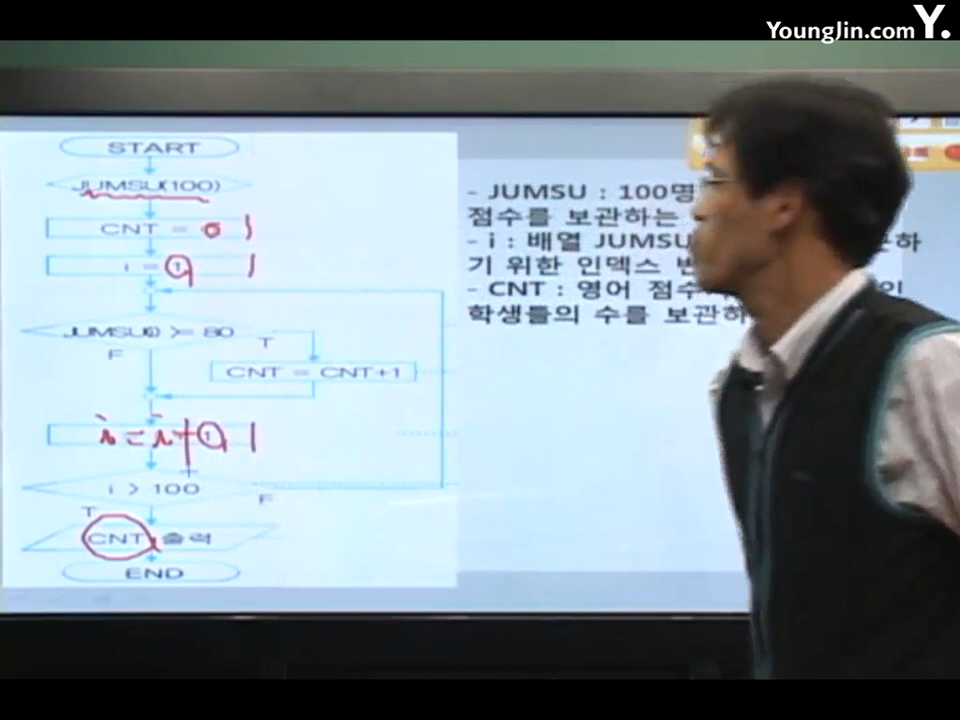 YoungJin.com Y.
START
JUMSU(100)
CNT = 0
i = 1
JUMSU(i) >= 80
T
F
CNT = CNT+1
i = i + 1
i > 100
F
T
CNT 출력
END
- JUMSU : 100명
점수를 보관하는
- i : 배열 JUMSU
기 위한 인덱스
- CNT : 영어 점수
학생들의 수를 보관하